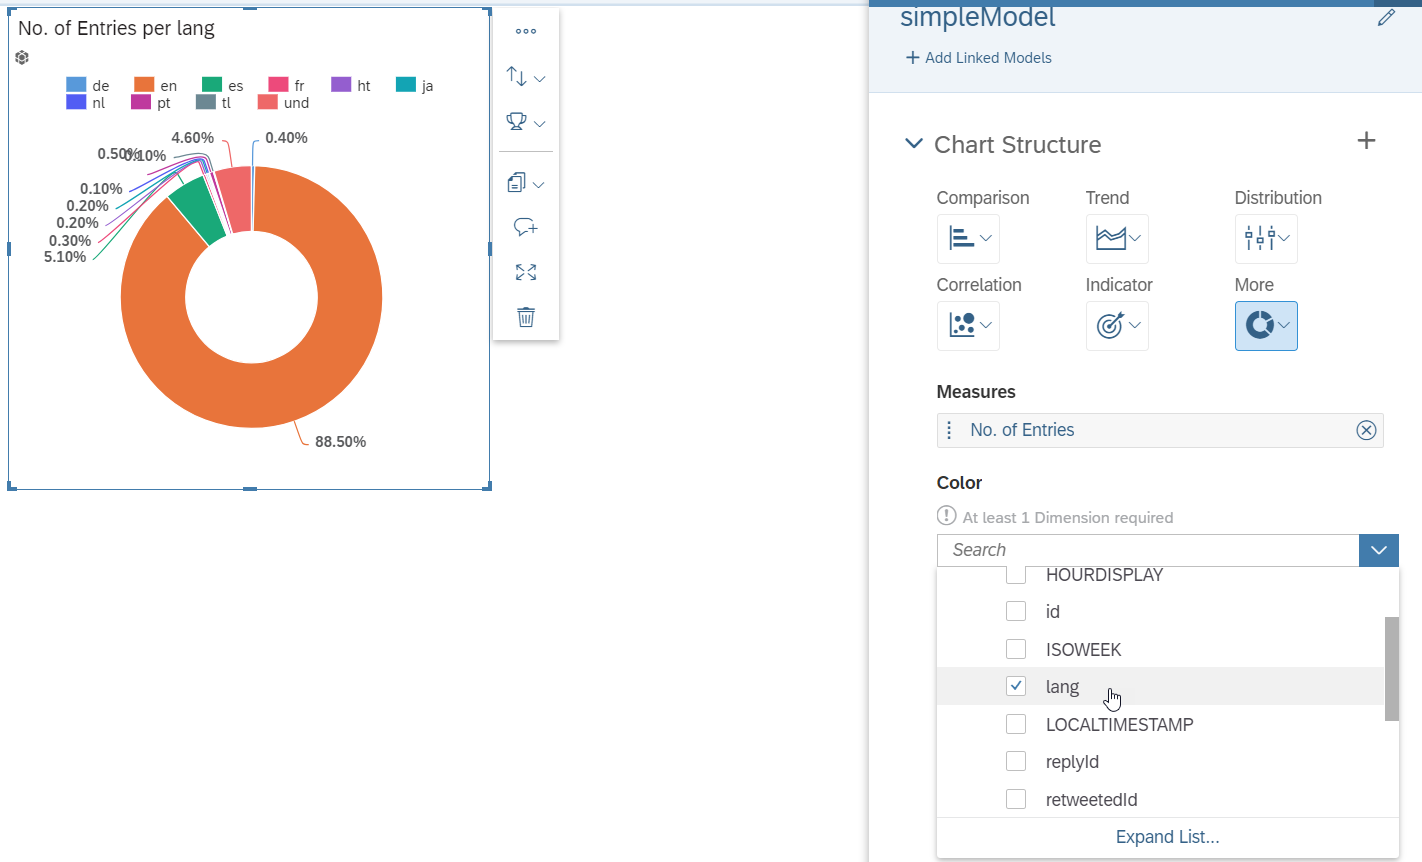 No. of Entries per lang
de en es fr ht ja
nl pt tl und
4.60% 0.40%
0.50% 0.10%
0.10%
0.20%
0.20%
0.30%
5.10%
88.50%
simpleModel
+ Add Linked Models
Chart Structure
Comparison Trend Distribution
Correlation Indicator More
Measures
No. of Entries
Color
At least 1 Dimension required
Search
HOURDISPLAY
id
ISOWEEK
lang
LOCALTIMESTAMP
replyId
retweetedId
Expand List...